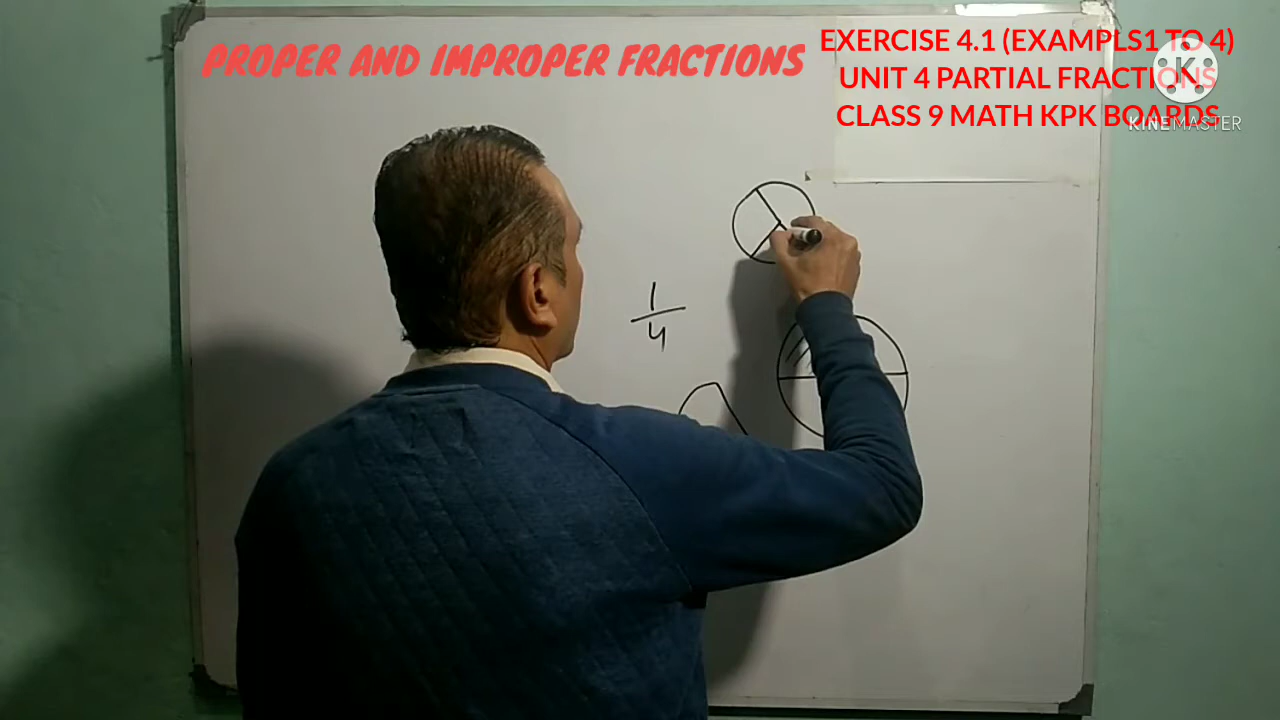 PROPER AND IMPROPER FRACTIONS
EXERCISE 4.1 (EXAMPLS1 TO 4)
UNIT 4 PARTIAL FRACTIONS
CLASS 9 MATH KPK BOARDS
K
KINEMASTER
1
4